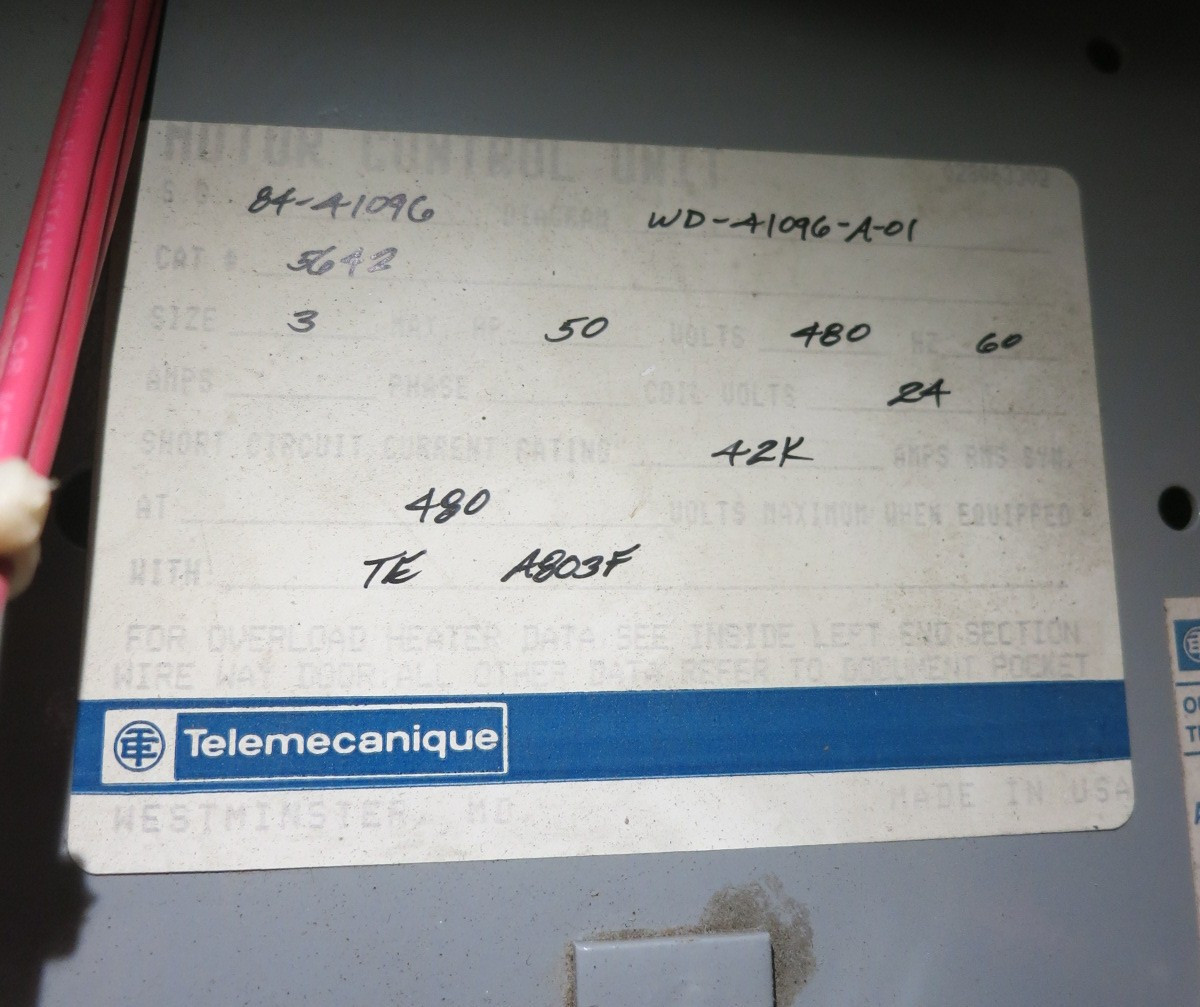 MOTOR CONTROL UNIT
S.O. 84-41096 DIAGRAM WD-41096-A-01
CAT # 5642
SIZE 3 MAX. HP 50 VOLTS 480 HZ 60
AMPS PHASE COIL VOLTS 24
SHORT CIRCUIT CURRENT RATING 42K AMPS RMS SYM.
AT 480 VOLTS MAXIMUM WHEN EQUIPPED
WITH TE A803F
FOR OVERLOAD HEATER DATA SEE INSIDE LEFT END SECTION
WIRE WAY DOOR. ALL OTHER DATA REFER TO DOCUMENT POCKET
TE Telemecanique
WESTMINSTER, MD. MADE IN USA